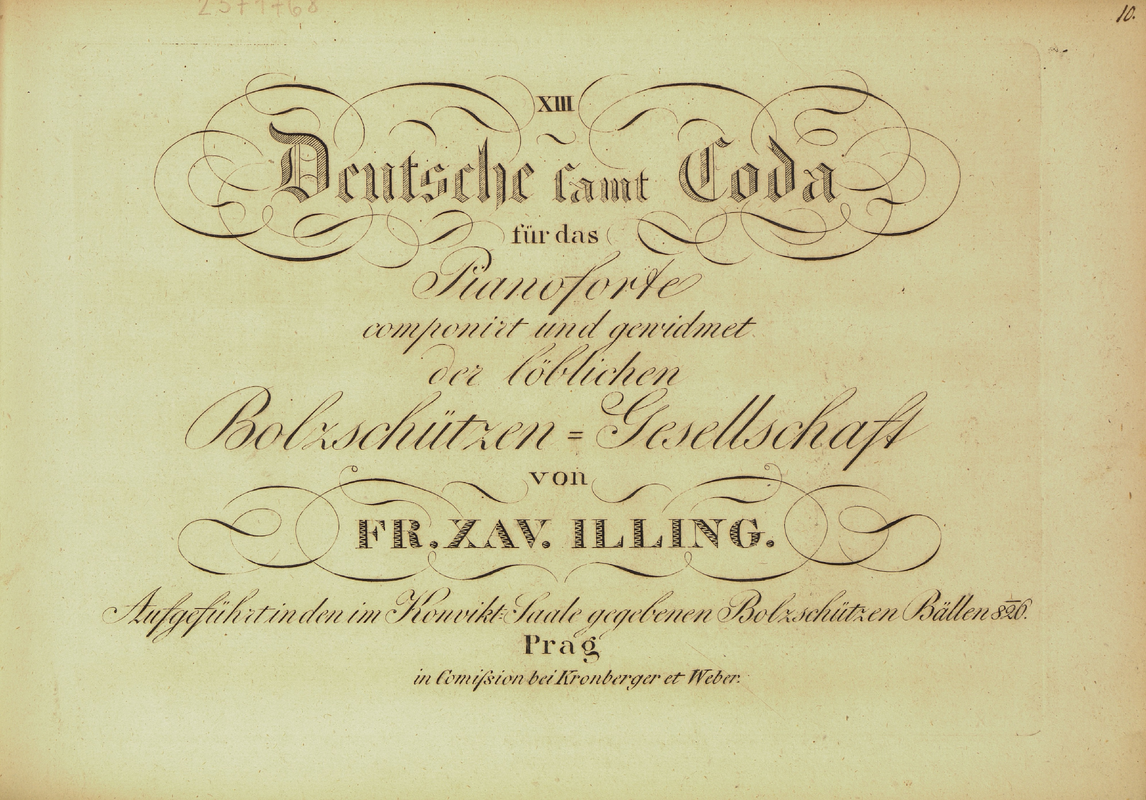 10.
XIII
Deutsche samt Coda
für das
Pianoforte
componirt und gewidmet
der löblichen
Bolzschützen = Gesellschaft
von
FR. XAV. ILLING.
Aufgeführt in den im Konvikt-Saale gegebenen Bolzschützen Bällen 826.
Prag
in Comißion bei Kronberger et Weber.